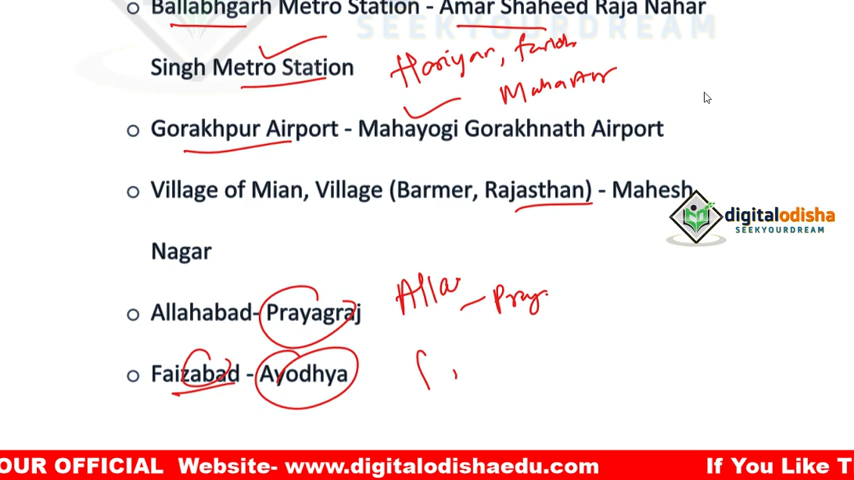 Ballabhgarh Metro Station - Amar Shaheed Raja Nahar
Singh Metro Station
Gorakhpur Airport - Mahayogi Gorakhnath Airport
Village of Mian, Village (Barmer, Rajasthan) - Mahesh
Nagar
digitalodisha
SEEKYOURDREAM
Allahabad- Prayagraj
Alla
- Pray.
Faizabad - Ayodhya
OUR OFFICIAL Website- www.digitalodishaedu.com If You Like T